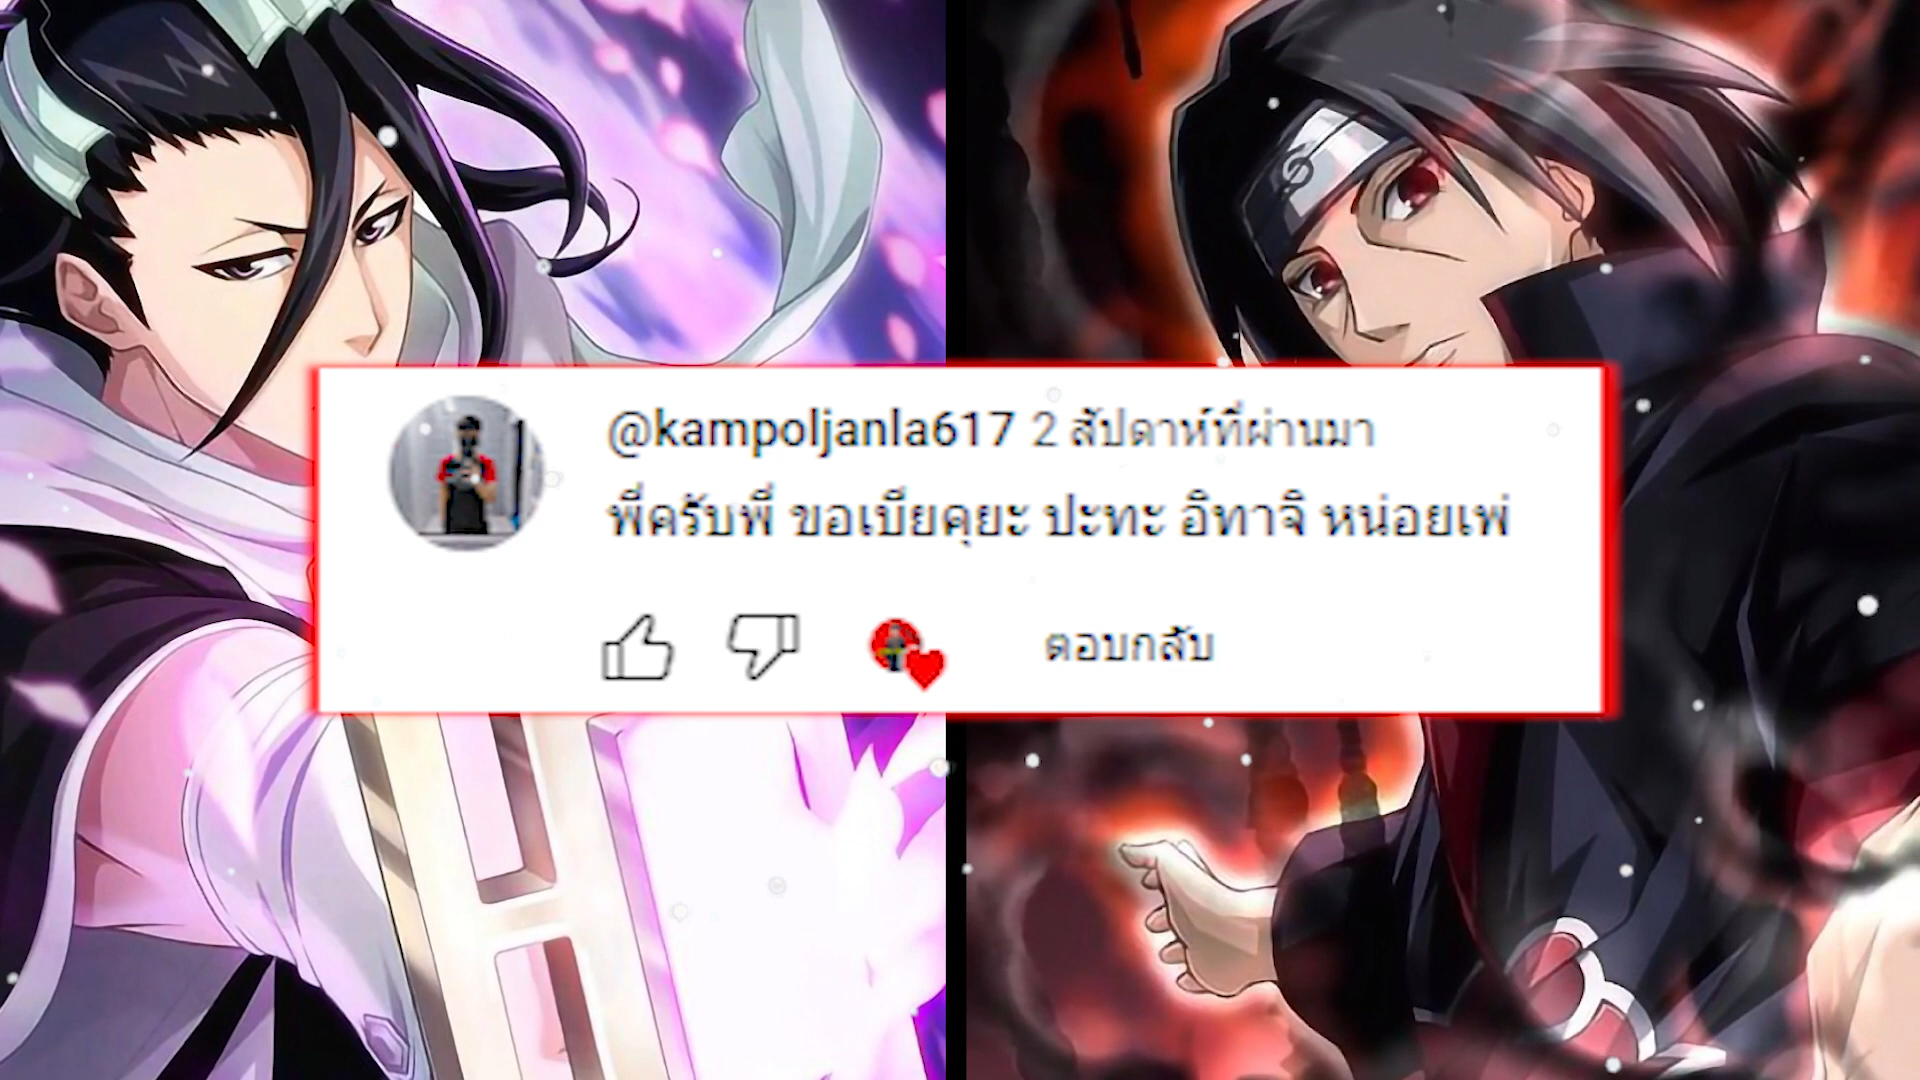 @kampoljanla617 2 สัปดาห์ที่ผ่านมา
พี่ครับพี่ ขอเบียคุยะ ปะทะ อิทาจิ หน่อยเพ่
ตอบกลับ